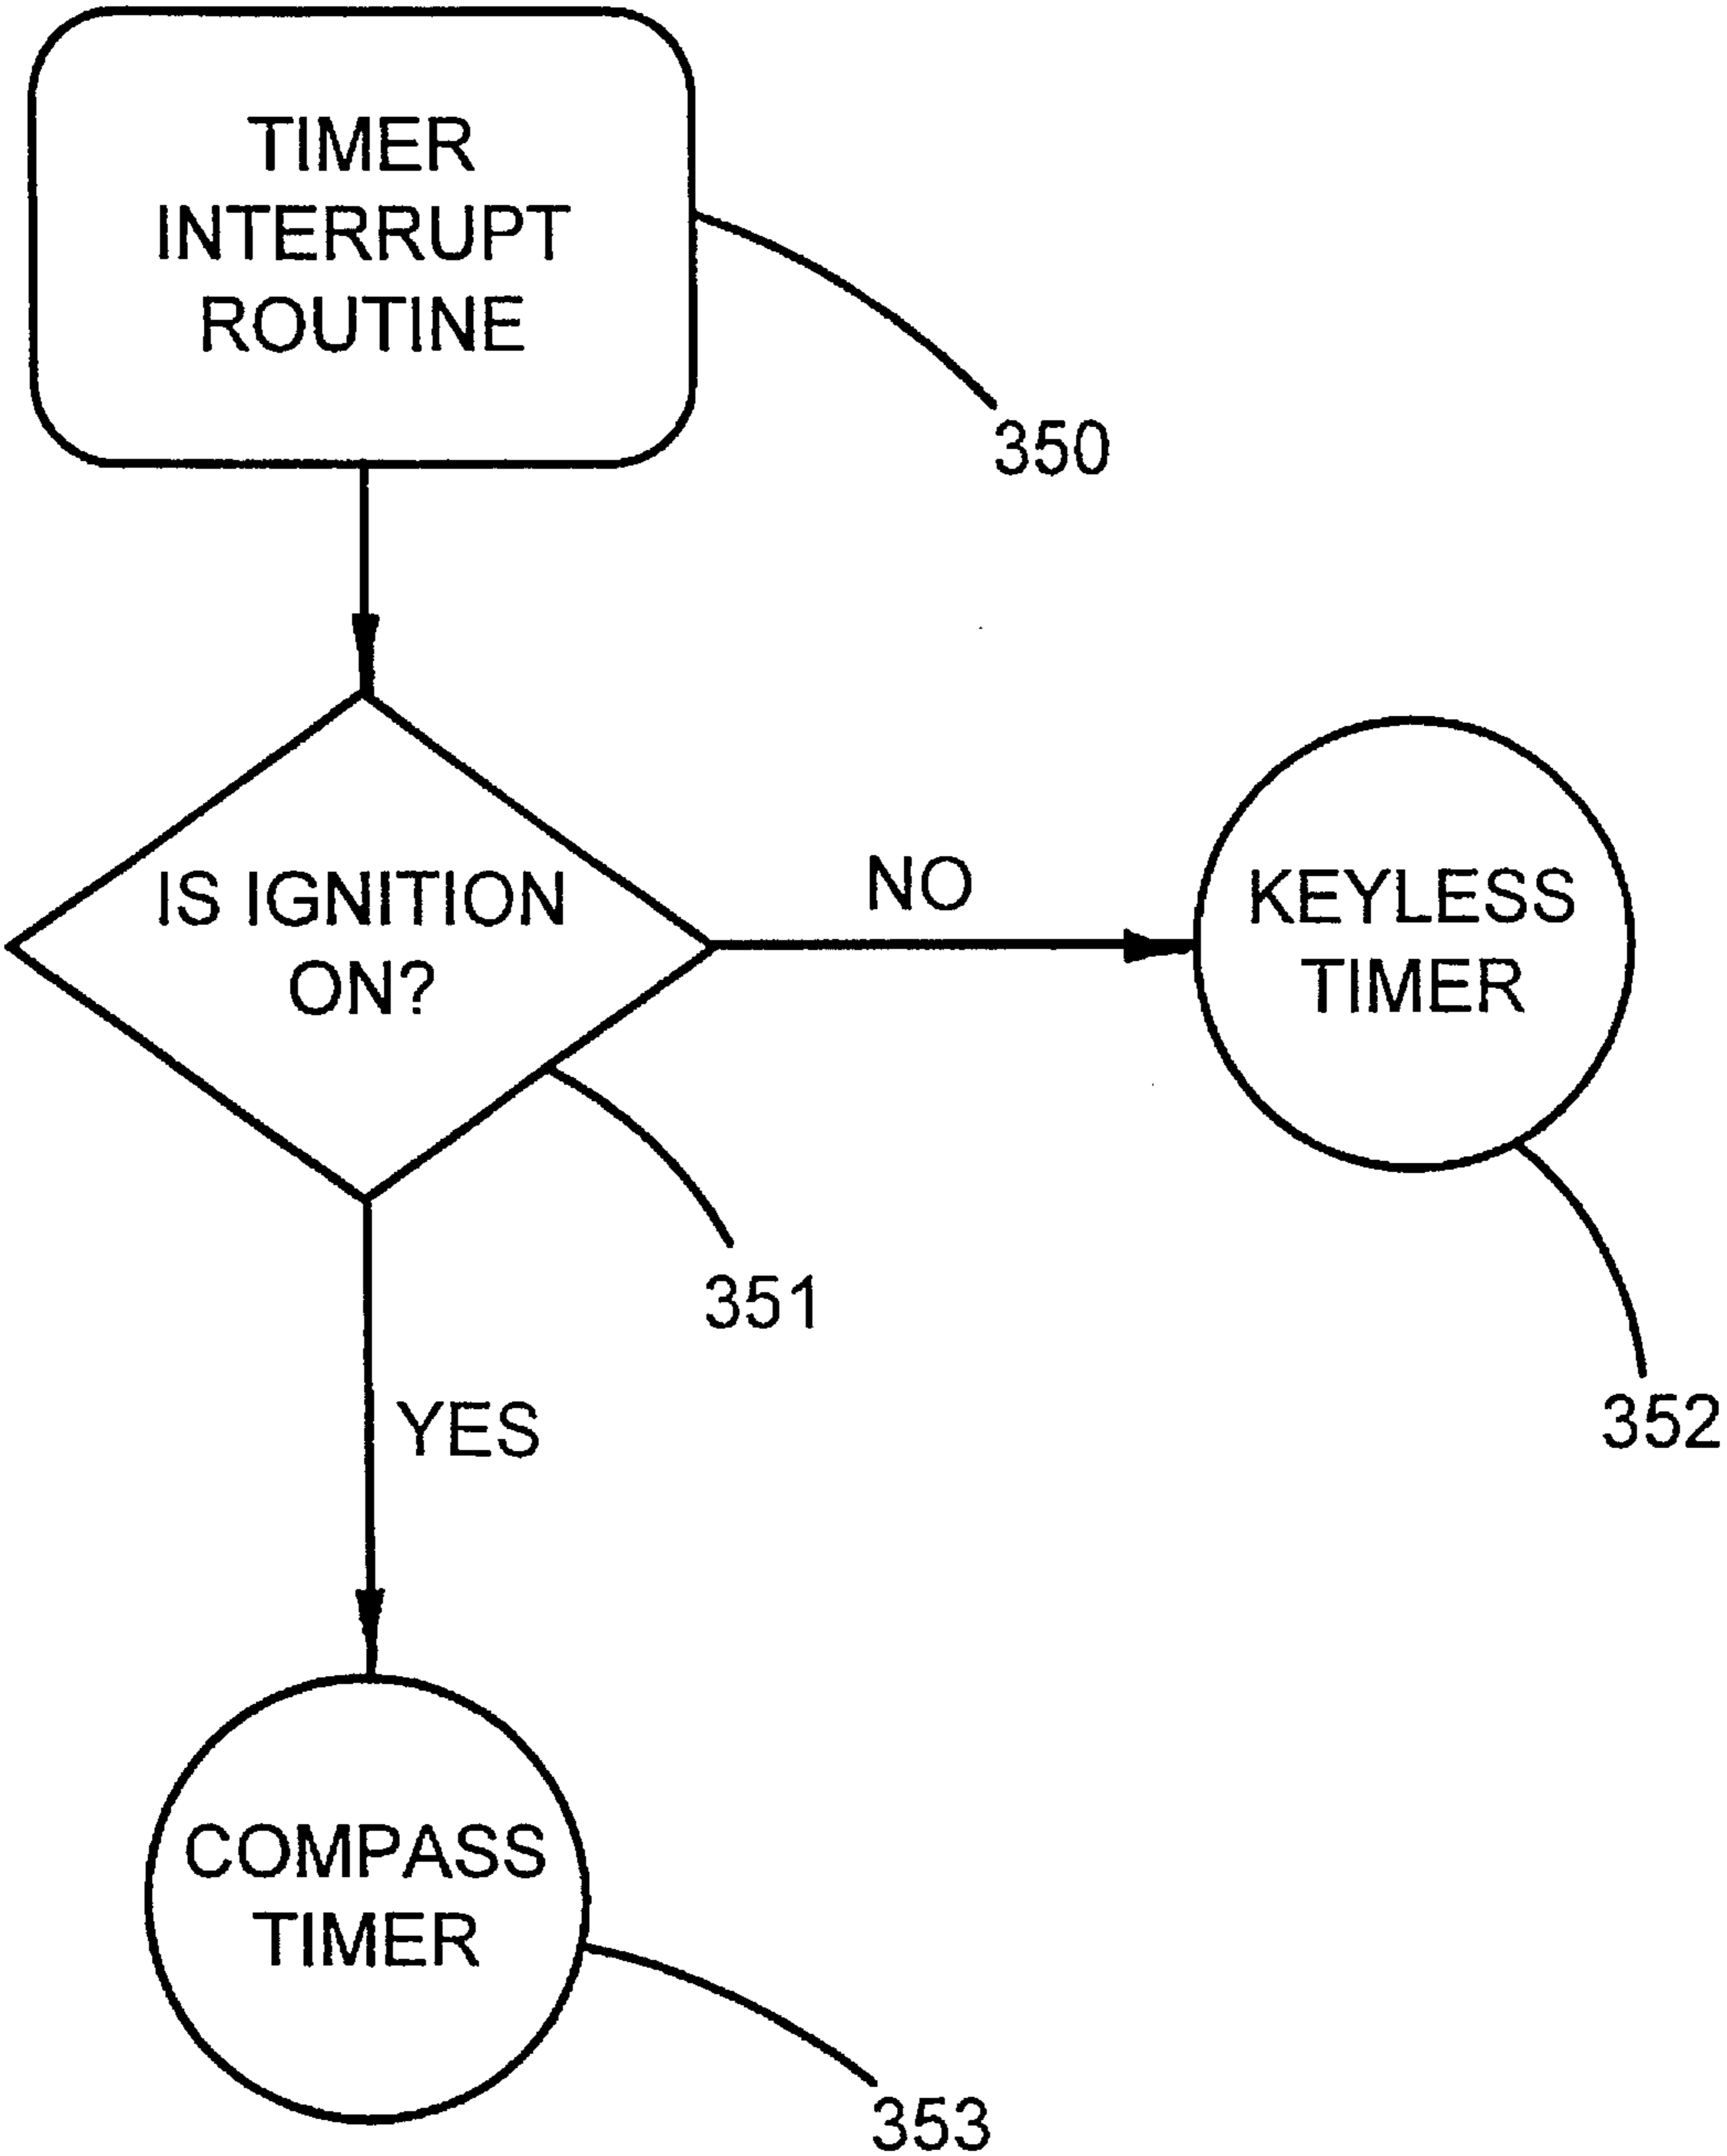 TIMER
INTERRUPT
ROUTINE
350
IS IGNITION
ON?
NO
KEYLESS
TIMER
351
352
YES
COMPASS
TIMER
353